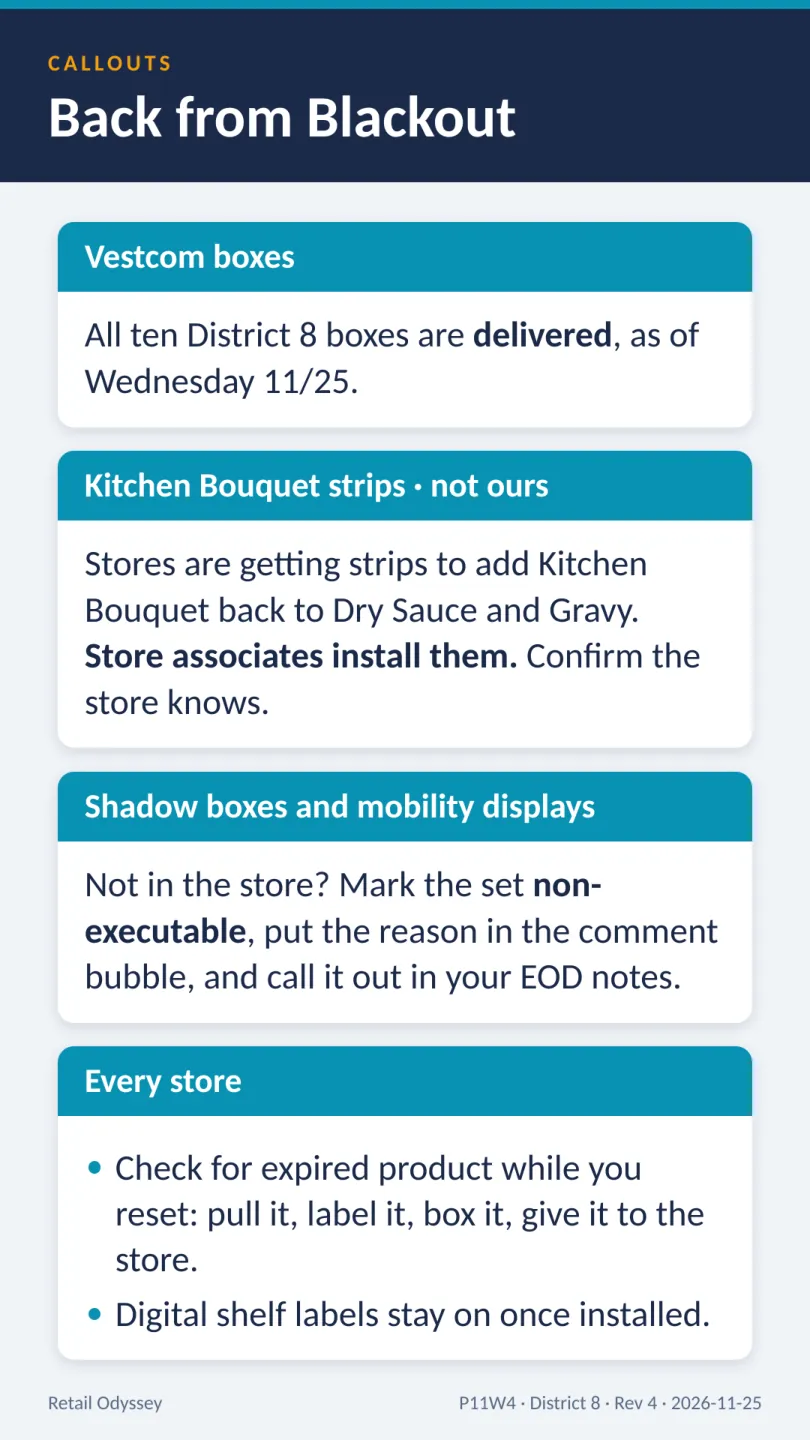 CALLOUTS
Back from Blackout
Vestcom boxes
All ten District 8 boxes are delivered, as of
Wednesday 11/25.
Kitchen Bouquet strips · not ours
Stores are getting strips to add Kitchen
Bouquet back to Dry Sauce and Gravy.
Store associates install them. Confirm the
store knows.
Shadow boxes and mobility displays
Not in the store? Mark the set non-
executable, put the reason in the comment
bubble, and call it out in your EOD notes.
Every store
• Check for expired product while you
reset: pull it, label it, box it, give it to the
store.
• Digital shelf labels stay on once installed.
Retail Odyssey
P11W4 · District 8 · Rev 4 · 2026-11-25